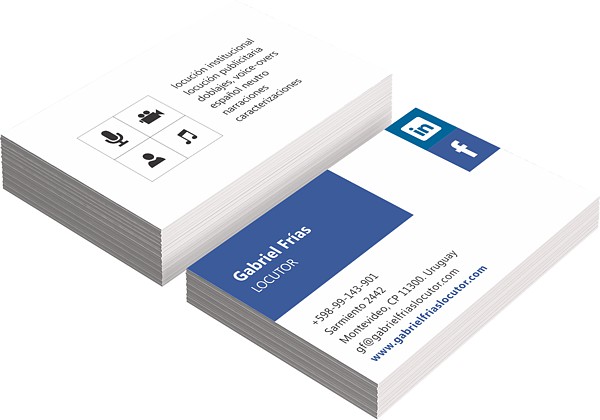 locución institucional
locución publicitaria
doblajes, voice-overs
español neutro
narraciones
caracterizaciones
in
f
Gabriel Frías
LOCUTOR
+598-99-143-901
Sarmiento 2442
Montevideo, CP 11300. Uruguay
gf@gabrielfriaslocutor.com
www.gabrielfriaslocutor.com